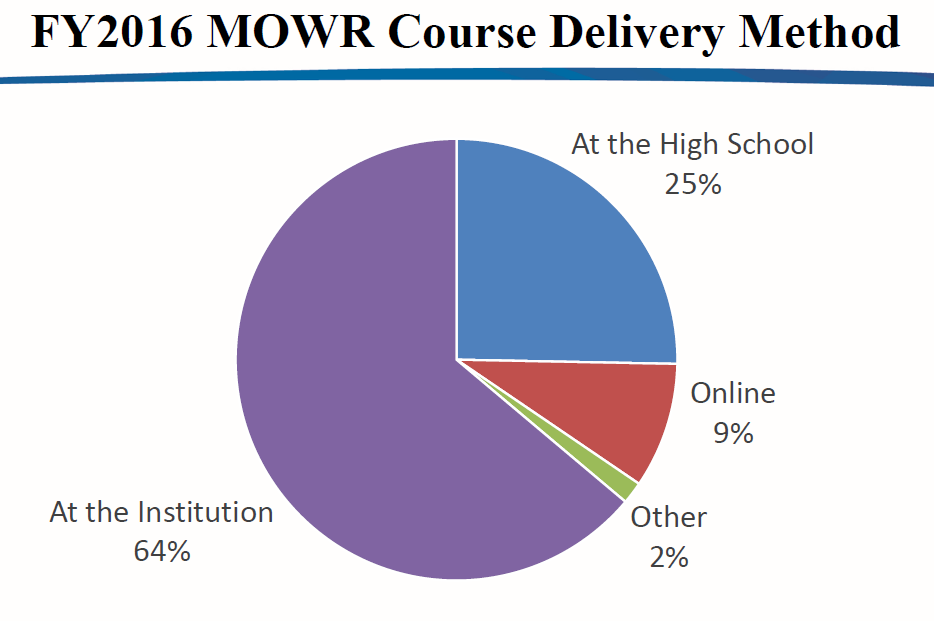 FY2016 MOWR Course Delivery Method
At the High School
25%
Online
9%
Other
2%
At the Institution
64%